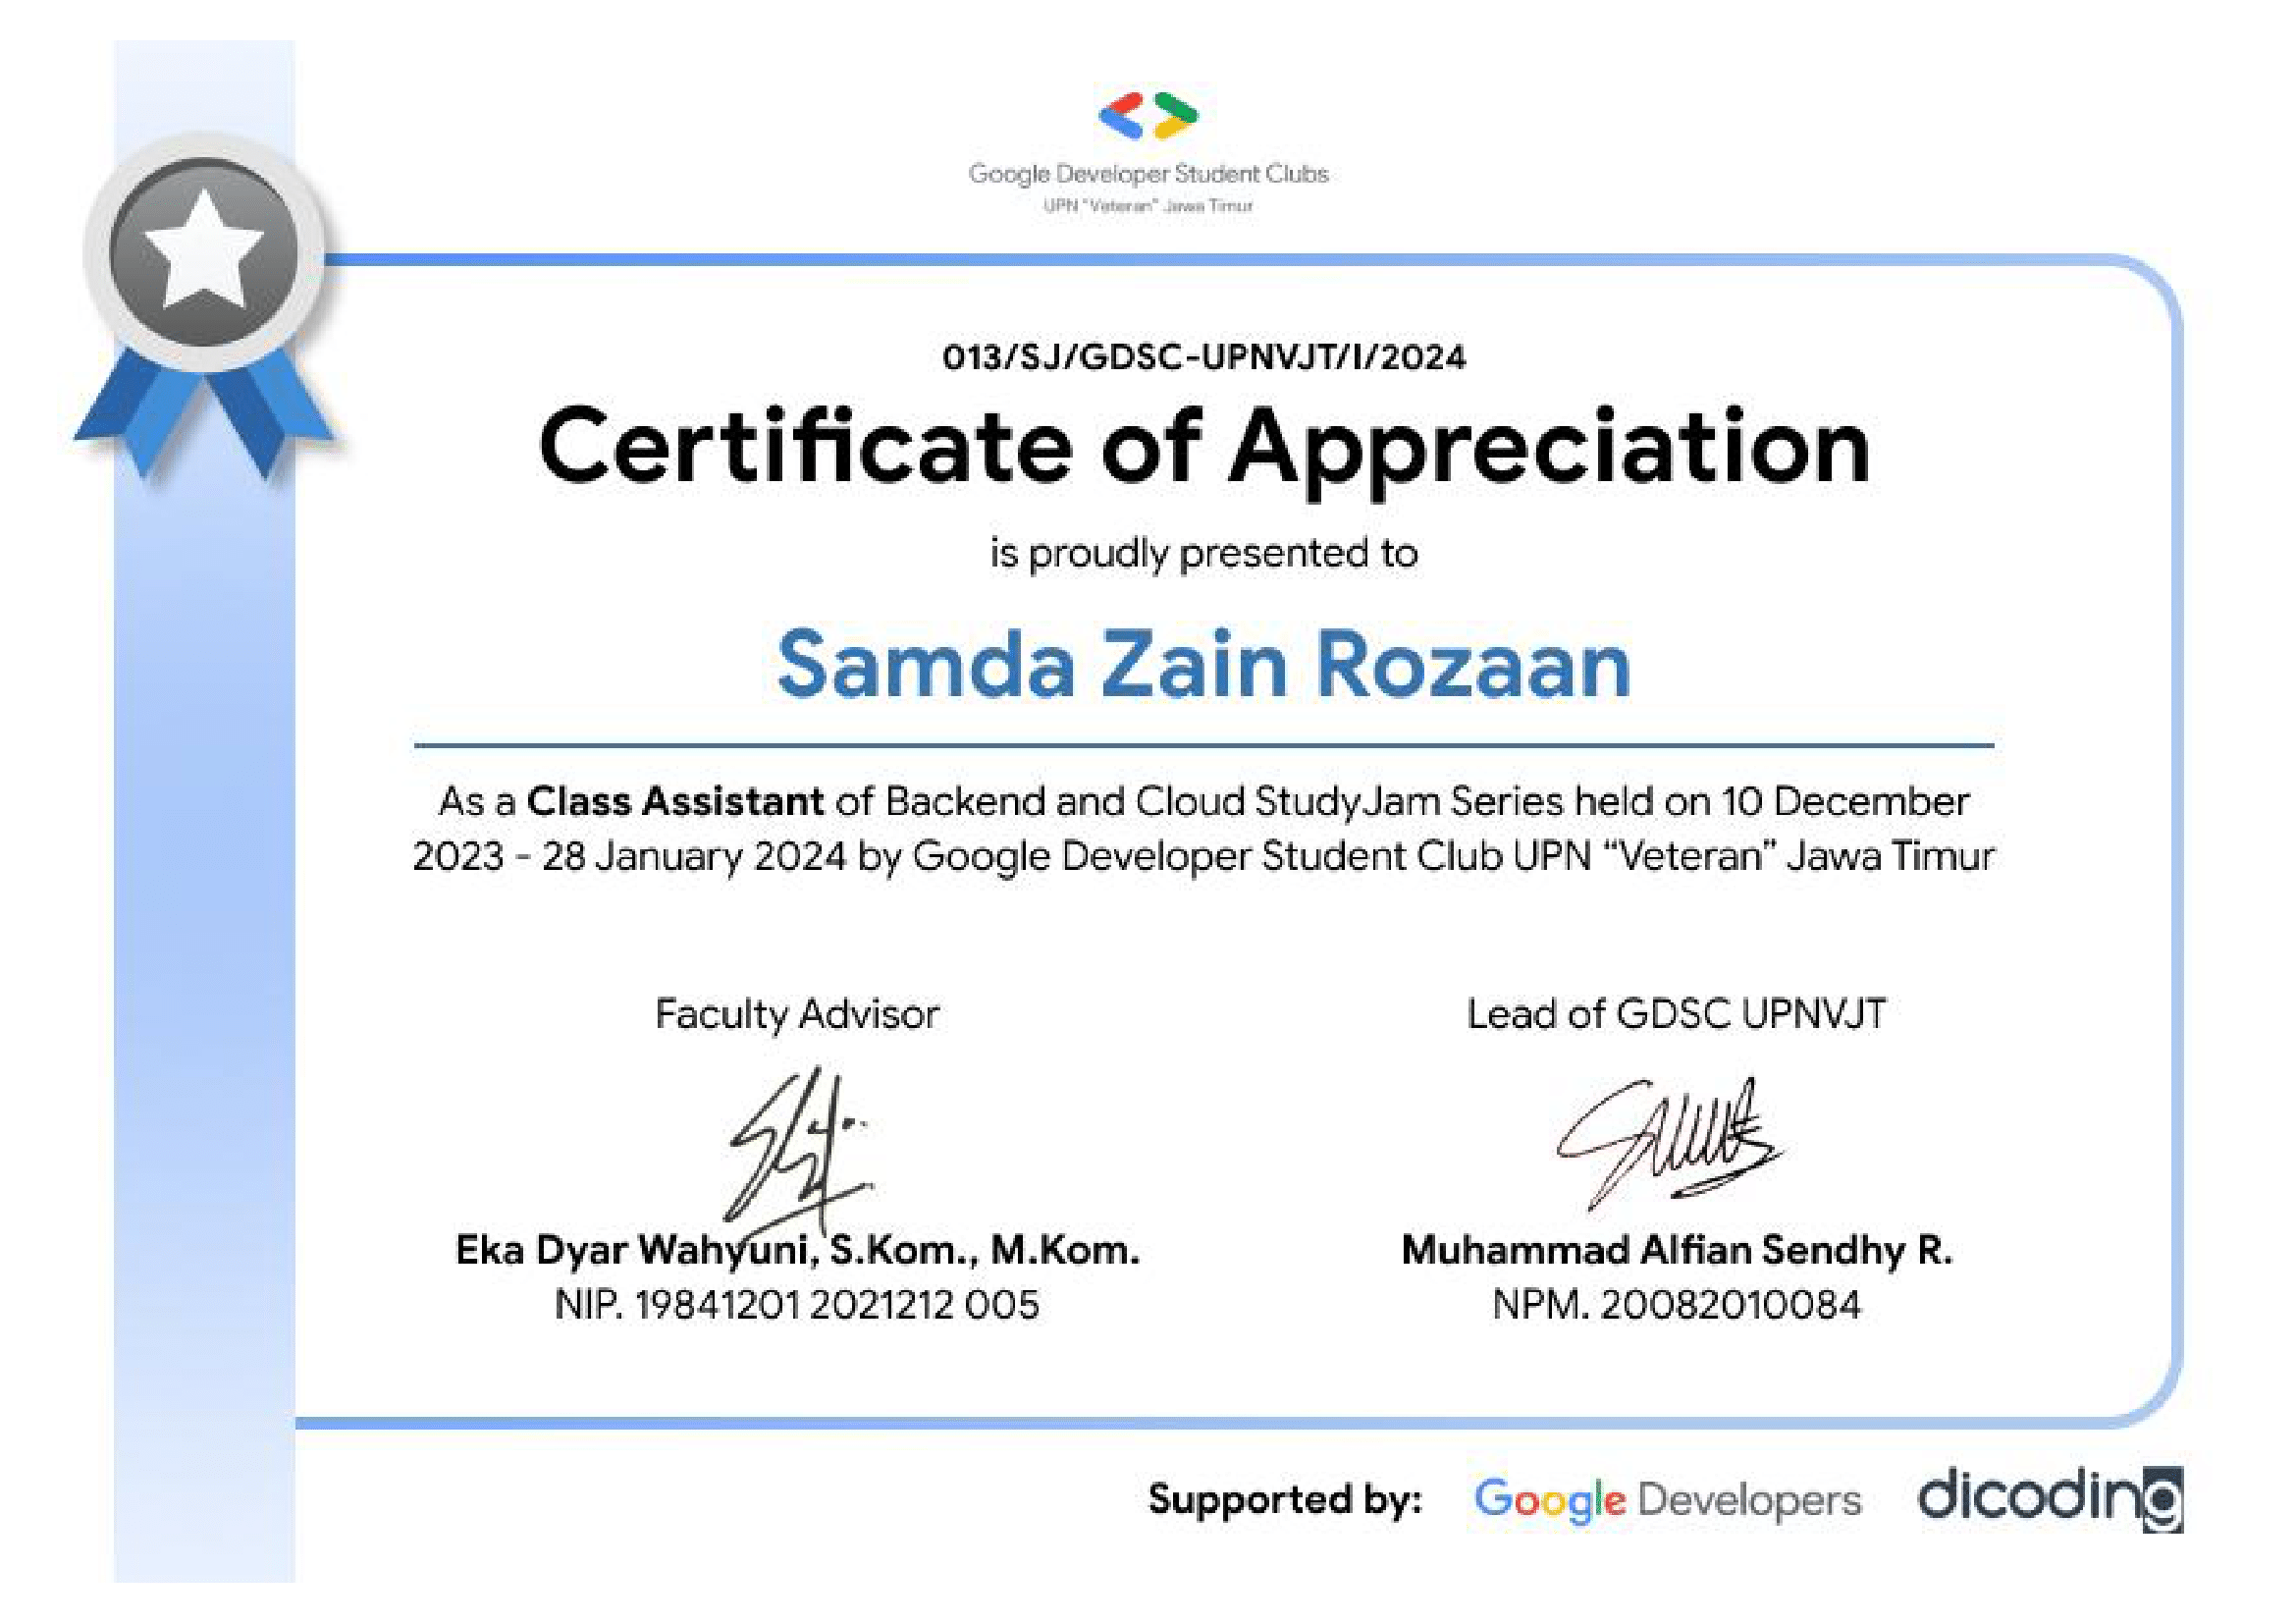 Google Developer Student Clubs
UPN "Veteran" Jawa Timur
013/SJ/GDSC-UPNVJT/I/2024
Certificate of Appreciation
is proudly presented to
Samda Zain Rozaan
As a Class Assistant of Backend and Cloud StudyJam Series held on 10 December
2023 - 28 January 2024 by Google Developer Student Club UPN “Veteran” Jawa Timur
Faculty Advisor
Eka Dyar Wahyuni, S.Kom., M.Kom.
NIP. 19841201 2021212 005
Lead of GDSC UPNVJT
Muhammad Alfian Sendhy R.
NPM. 20082010084
Supported by: Google Developers dicoding